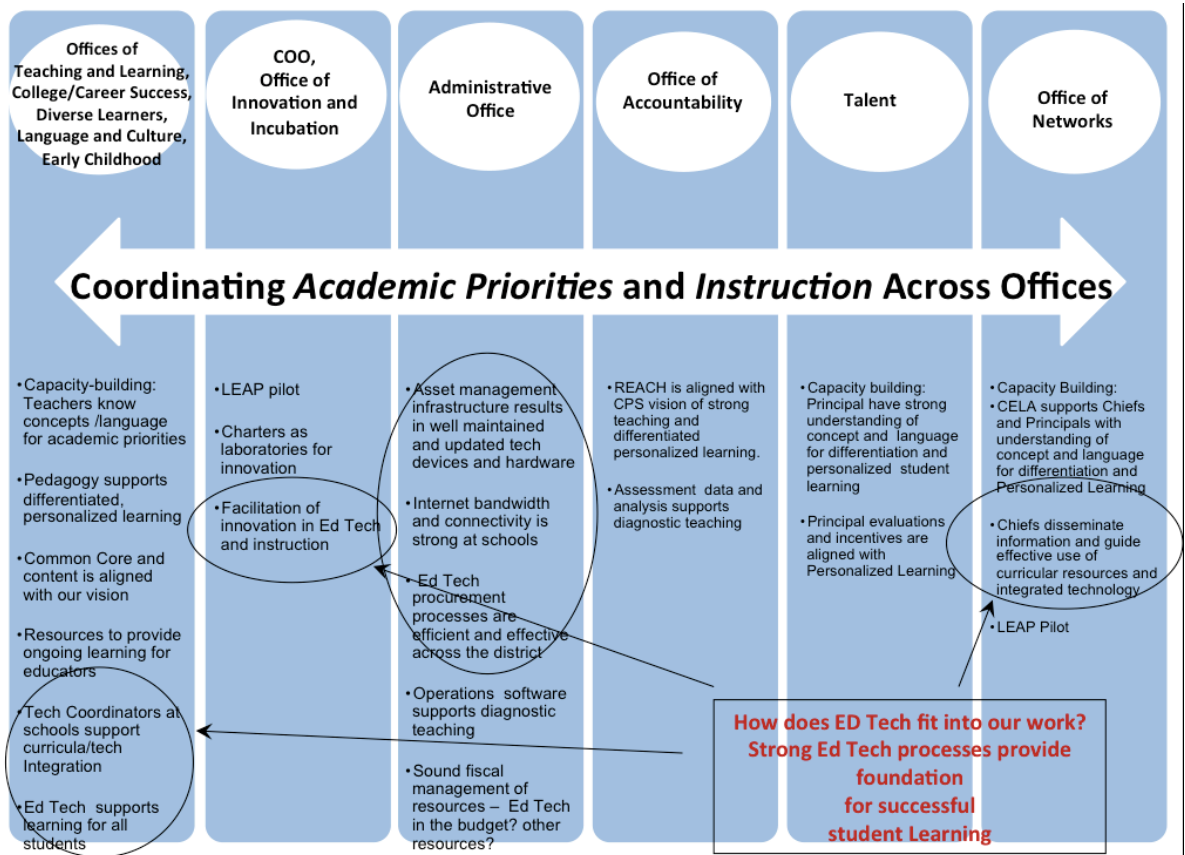 Offices of
Teaching and Learning,
College/Career Success,
Diverse Learners,
Language and Culture,
Early Childhood
COO,
Office of
Innovation and
Incubation
Administrative
Office
Office of
Accountability
Talent
Office of
Networks
Coordinating Academic Priorities and Instruction Across Offices
•Capacity-building:
Teachers know
concepts /language
for academic priorities
•Pedagogy supports
differentiated,
personalized learning
•Common Core and
content is aligned
with our vision
•Resources to provide
ongoing learning for
educators
•Tech Coordinators at
schools support
curricula/tech
Integration
•Ed Tech supports
learning for all
students
•LEAP pilot
•Charters as
laboratories for
innovation
•Facilitation of
innovation in Ed Tech
and instruction
•Asset management
infrastructure results
in well maintained
and updated tech
devices and hardware
•Internet bandwidth
and connectivity is
strong at schools
• Ed Tech
procurement
processes are
efficient and effective
across the district
•Operations software
supports diagnostic
teaching
•Sound fiscal
management of
resources – Ed Tech
in the budget? other
resources?
•REACH is aligned with
CPS vision of strong
teaching and
differentiated
personalized learning.
•Assessment data and
analysis supports
diagnostic teaching
•Capacity building:
Principal have strong
understanding of
concept and language
for differentiation and
personalized student
learning
•Principal evaluations
and incentives are
aligned with
Personalized Learning
•Capacity Building:
•CELA supports Chiefs
and Principals with
understanding of
concept and language
for differentiation and
Personalized Learning
•Chiefs disseminate
information and guide
effective use of
curricular resources and
integrated technology
•LEAP Pilot
How does ED Tech fit into our work?
Strong Ed Tech processes provide
foundation
for successful
student Learning